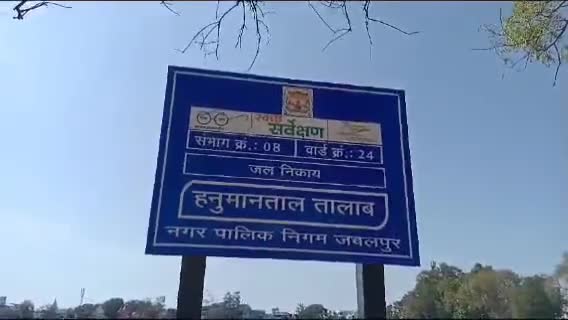 स्वच्छ
सर्वेक्षण
संभाग क्रं.: 08 वार्ड क्रं.: 24
जल निकाय
हनुमानताल तालाब
नगर पालिक निगम जबलपुर